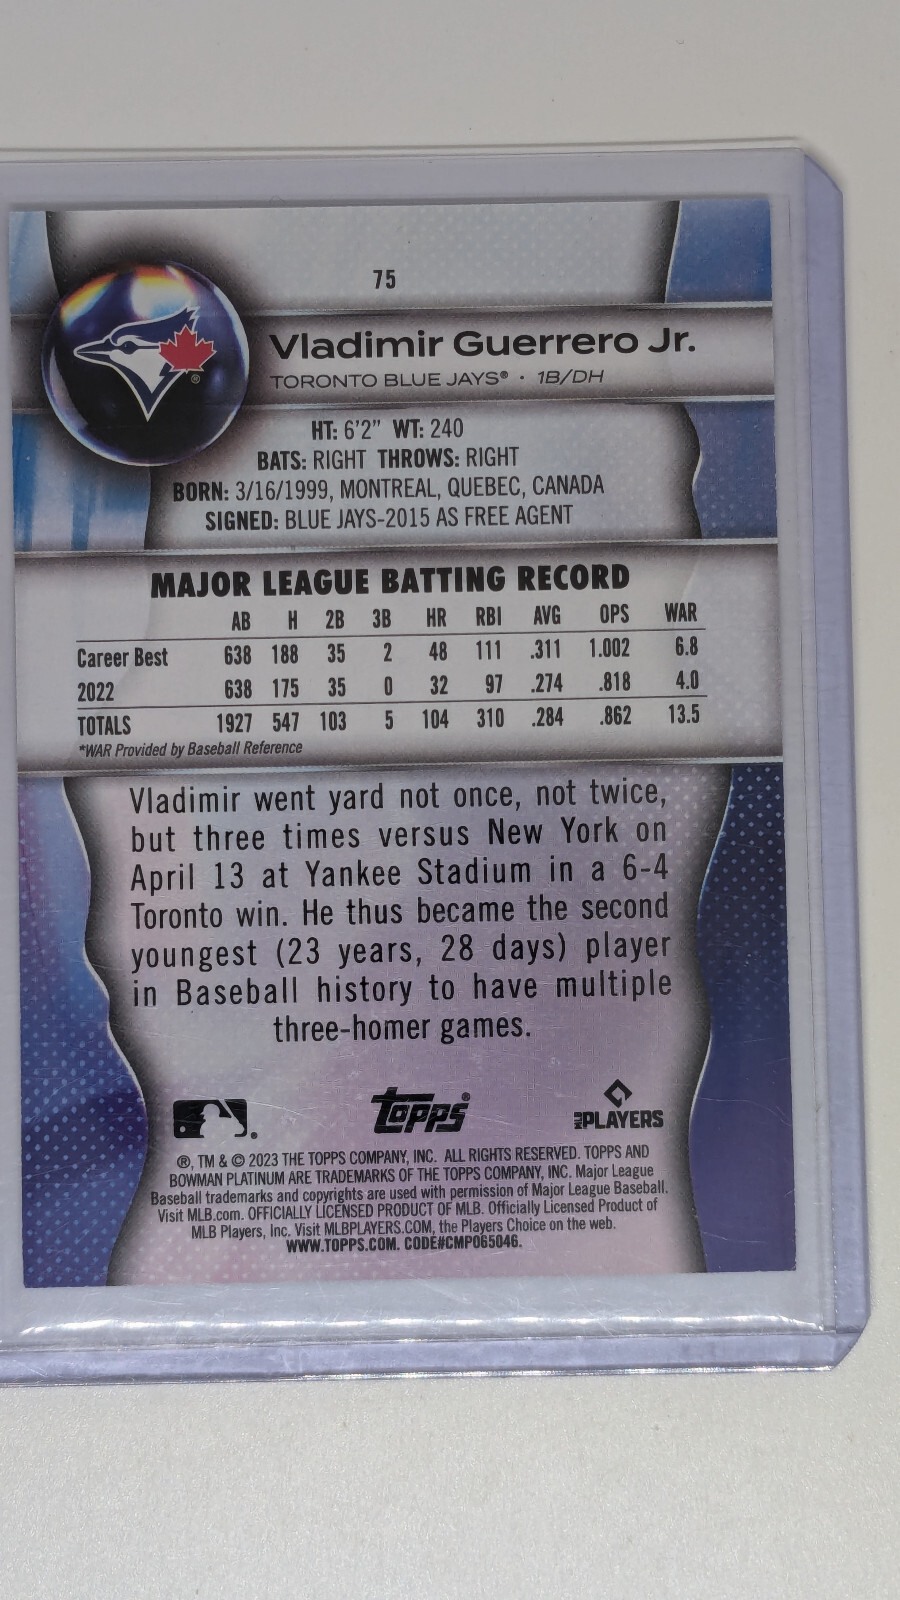 75
Vladimir Guerrero Jr.
TORONTO BLUE JAYS® · 1B/DH
HT: 6'2" WT: 240
BATS: RIGHT THROWS: RIGHT
BORN: 3/16/1999, MONTREAL, QUEBEC, CANADA
SIGNED: BLUE JAYS-2015 AS FREE AGENT
MAJOR LEAGUE BATTING RECORD
AB H 2B 3B HR RBI AVG OPS WAR
Career Best 638 188 35 2 48 111 .311 1.002 6.8
2022 638 175 35 0 32 97 .274 .818 4.0
TOTALS 1927 547 103 5 104 310 .284 .862 13.5
*WAR Provided by Baseball Reference
Vladimir went yard not once, not twice,
but three times versus New York on
April 13 at Yankee Stadium in a 6-4
Toronto win. He thus became the second
youngest (23 years, 28 days) player
in Baseball history to have multiple
three-homer games.
topps®
MLB PLAYERS
®, TM & © 2023 THE TOPPS COMPANY, INC. ALL RIGHTS RESERVED. TOPPS AND
BOWMAN PLATINUM ARE TRADEMARKS OF THE TOPPS COMPANY, INC. Major League
Baseball trademarks and copyrights are used with permission of Major League Baseball.
Visit MLB.com. OFFICIALLY LICENSED PRODUCT OF MLB. Officially Licensed Product of
MLB Players, Inc. Visit MLBPLAYERS.COM, the Players Choice on the web.
WWW.TOPPS.COM. CODE#CMP065046.